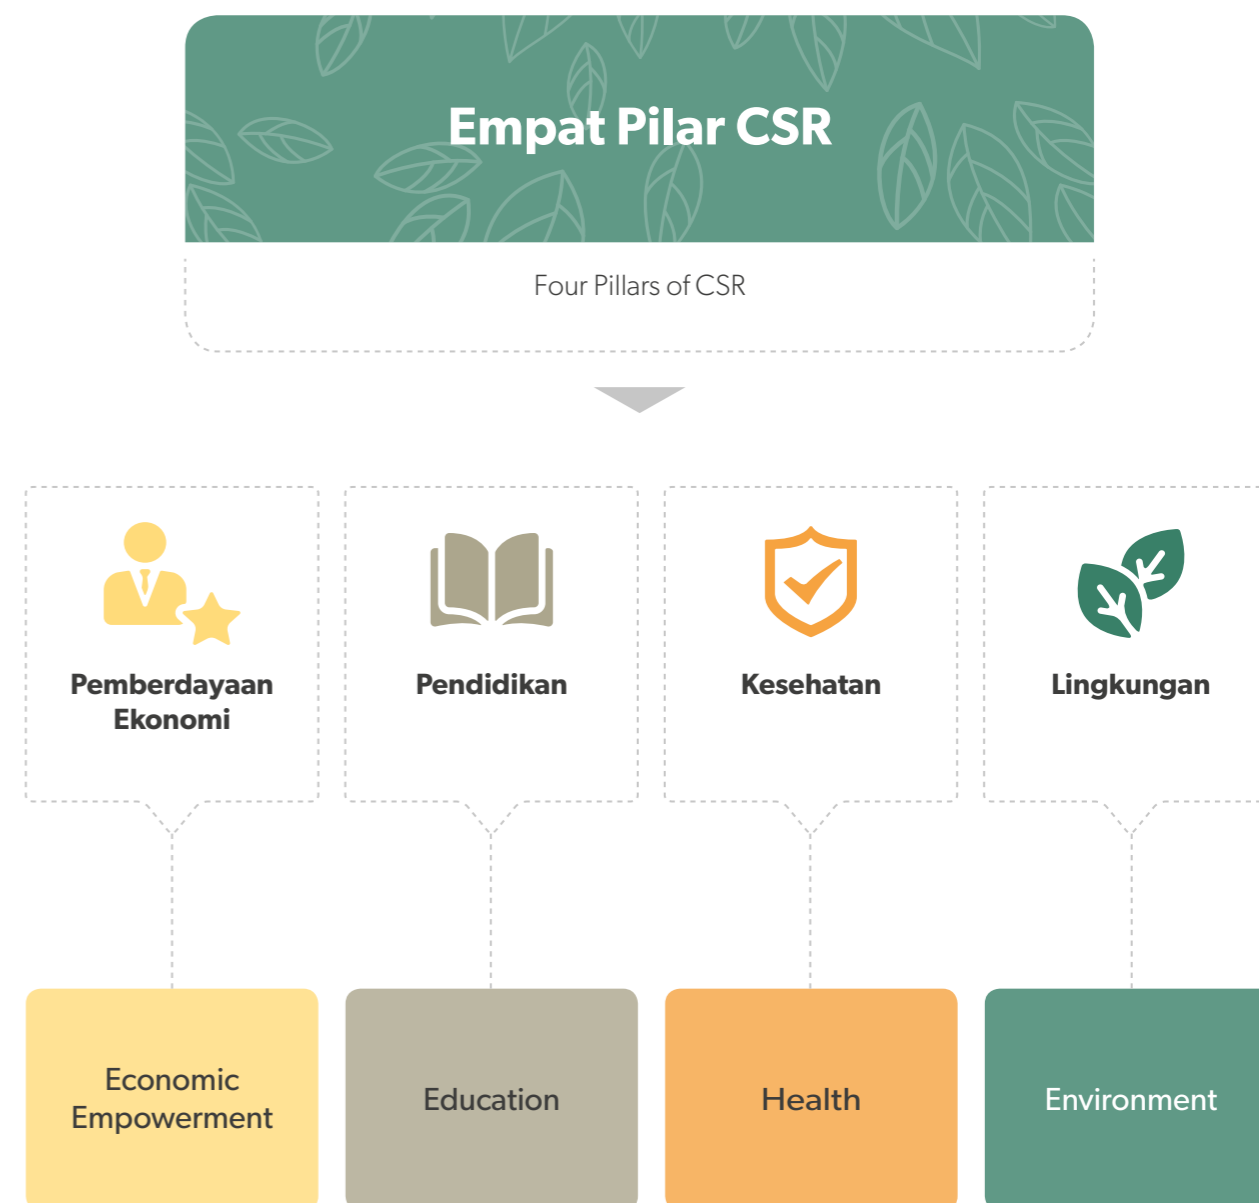 Empat Pilar CSR
Four Pillars of CSR
Pemberdayaan
Ekonomi
Pendidikan
Kesehatan
Lingkungan
Economic
Empowerment
Education
Health
Environment